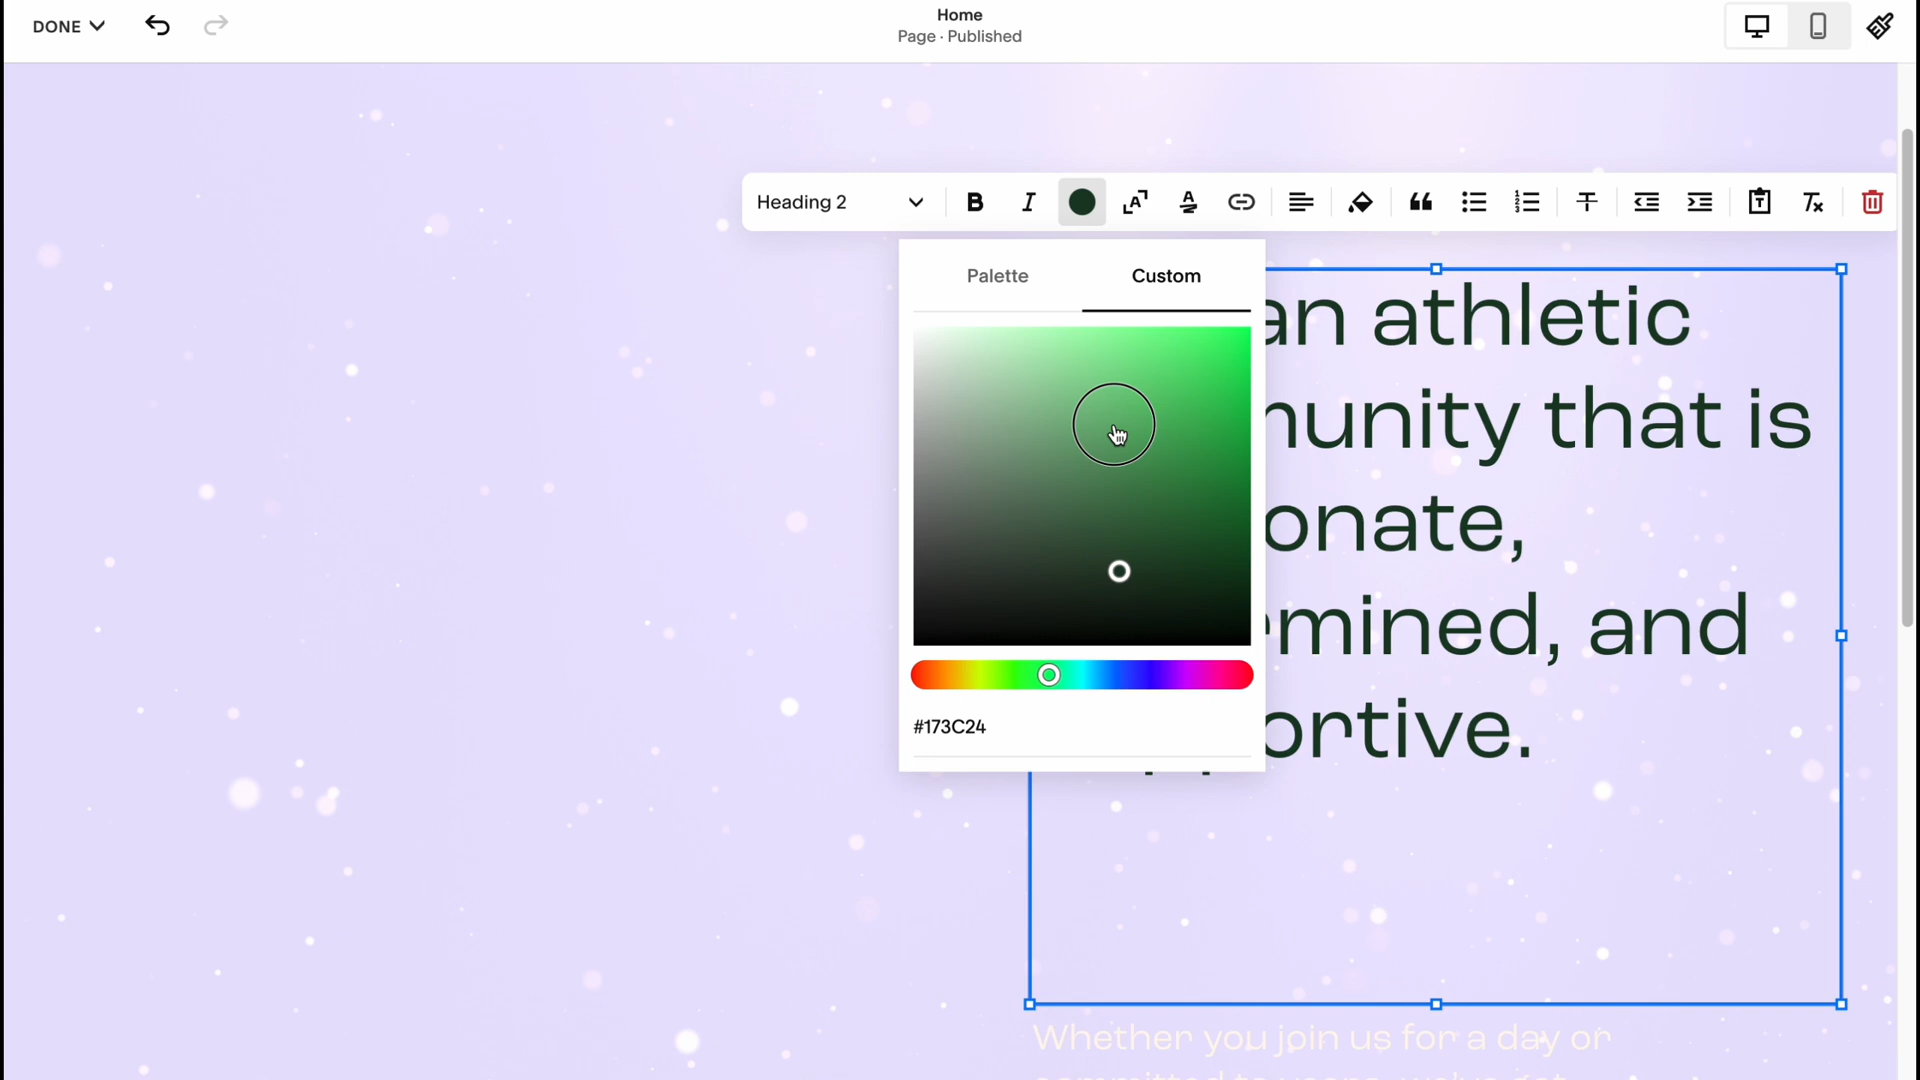 DONE
Home
Page · Published
Heading 2
Palette
Custom
an athletic
unity that is
onate,
mined, and
ortive.
#173C24
Whether you join us for a day or